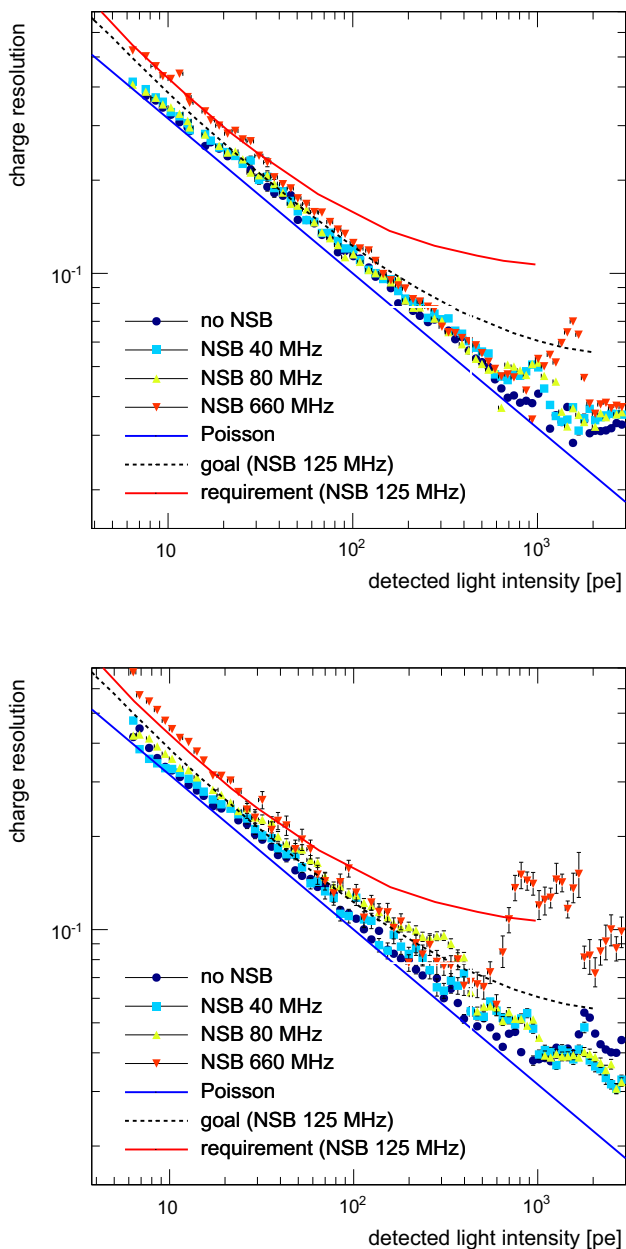 charge resolution
10^-1
no NSB
NSB 40 MHz
NSB 80 MHz
NSB 660 MHz
Poisson
goal (NSB 125 MHz)
requirement (NSB 125 MHz)
10 10^2 10^3
detected light intensity [pe]
charge resolution
10^-1
no NSB
NSB 40 MHz
NSB 80 MHz
NSB 660 MHz
Poisson
goal (NSB 125 MHz)
requirement (NSB 125 MHz)
10 10^2 10^3
detected light intensity [pe]